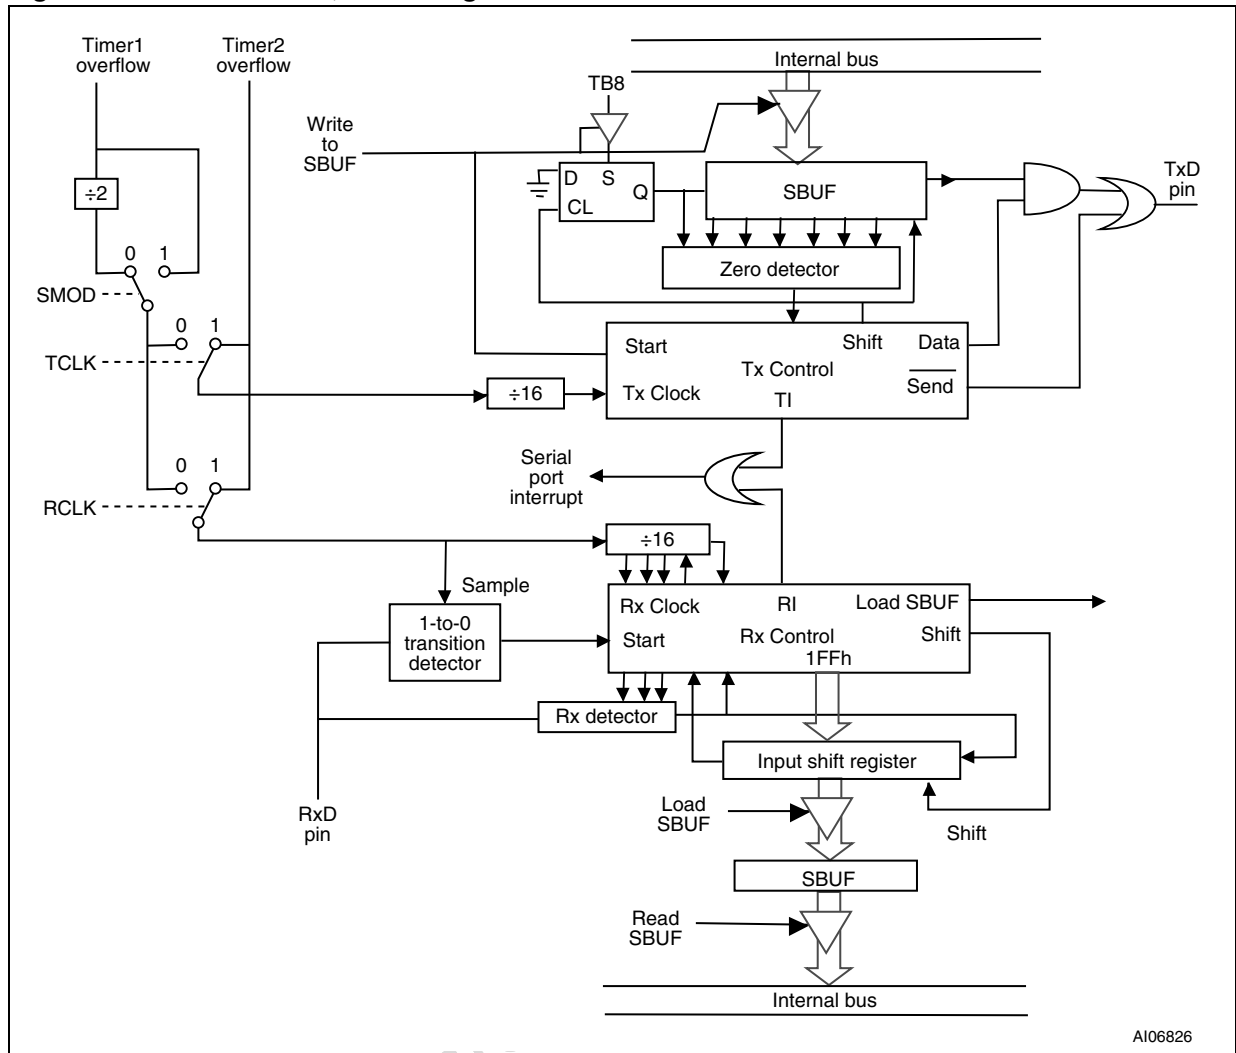 Timer1
overflow
Timer2
overflow
Internal bus
TB8
Write
to
SBUF
÷2
D
S
Q
CL
SBUF
TxD
pin
0
1
SMOD
Zero detector
0
1
TCLK
Start
Shift
Data
Tx Control
Send
÷16
Tx Clock
TI
Serial
port
interrupt
0
1
RCLK
÷16
Sample
1-to-0
transition
detector
Rx Clock
RI
Load SBUF
Start
Rx Control
Shift
1FFh
Rx detector
Input shift register
RxD
pin
Load
SBUF
Shift
SBUF
Read
SBUF
Internal bus
AI06826